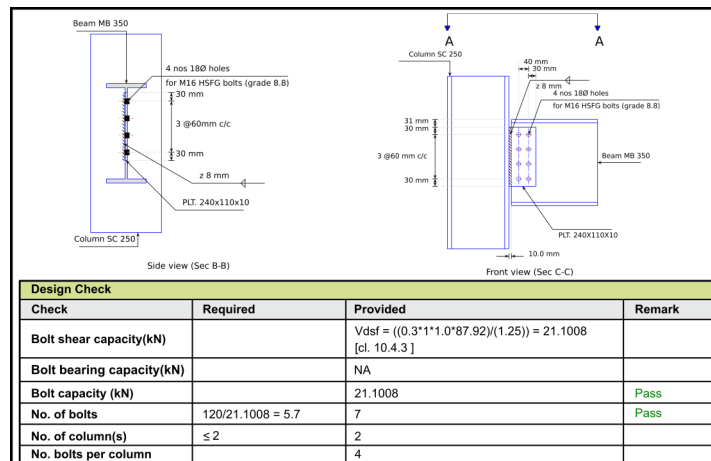 Beam MB 350
4 nos 18Ø holes
for M16 HSFG bolts (grade 8.8)
30 mm
3 @60mm c/c
30 mm
z 8 mm
PLT. 240x110x10
Column SC 250
Side view (Sec B-B)
A
A
Column SC 250
40 mm
30 mm
z 8 mm
4 nos 18Ø holes
for M16 HSFG bolts (grade 8.8)
31 mm
30 mm
3 @60 mm c/c
30 mm
Beam MB 350
PLT. 240X110X10
10.0 mm
Front view (Sec C-C)
Design Check
Check Required Provided Remark
Bolt shear capacity(kN) Vdsf = ((0.3*1*1.0*87.92)/(1.25)) = 21.1008
[cl. 10.4.3 ]
Bolt bearing capacity(kN) NA
Bolt capacity (kN) 21.1008 Pass
No. of bolts 120/21.1008 = 5.7 7 Pass
No. of column(s) ≤ 2 2
No. bolts per column 4